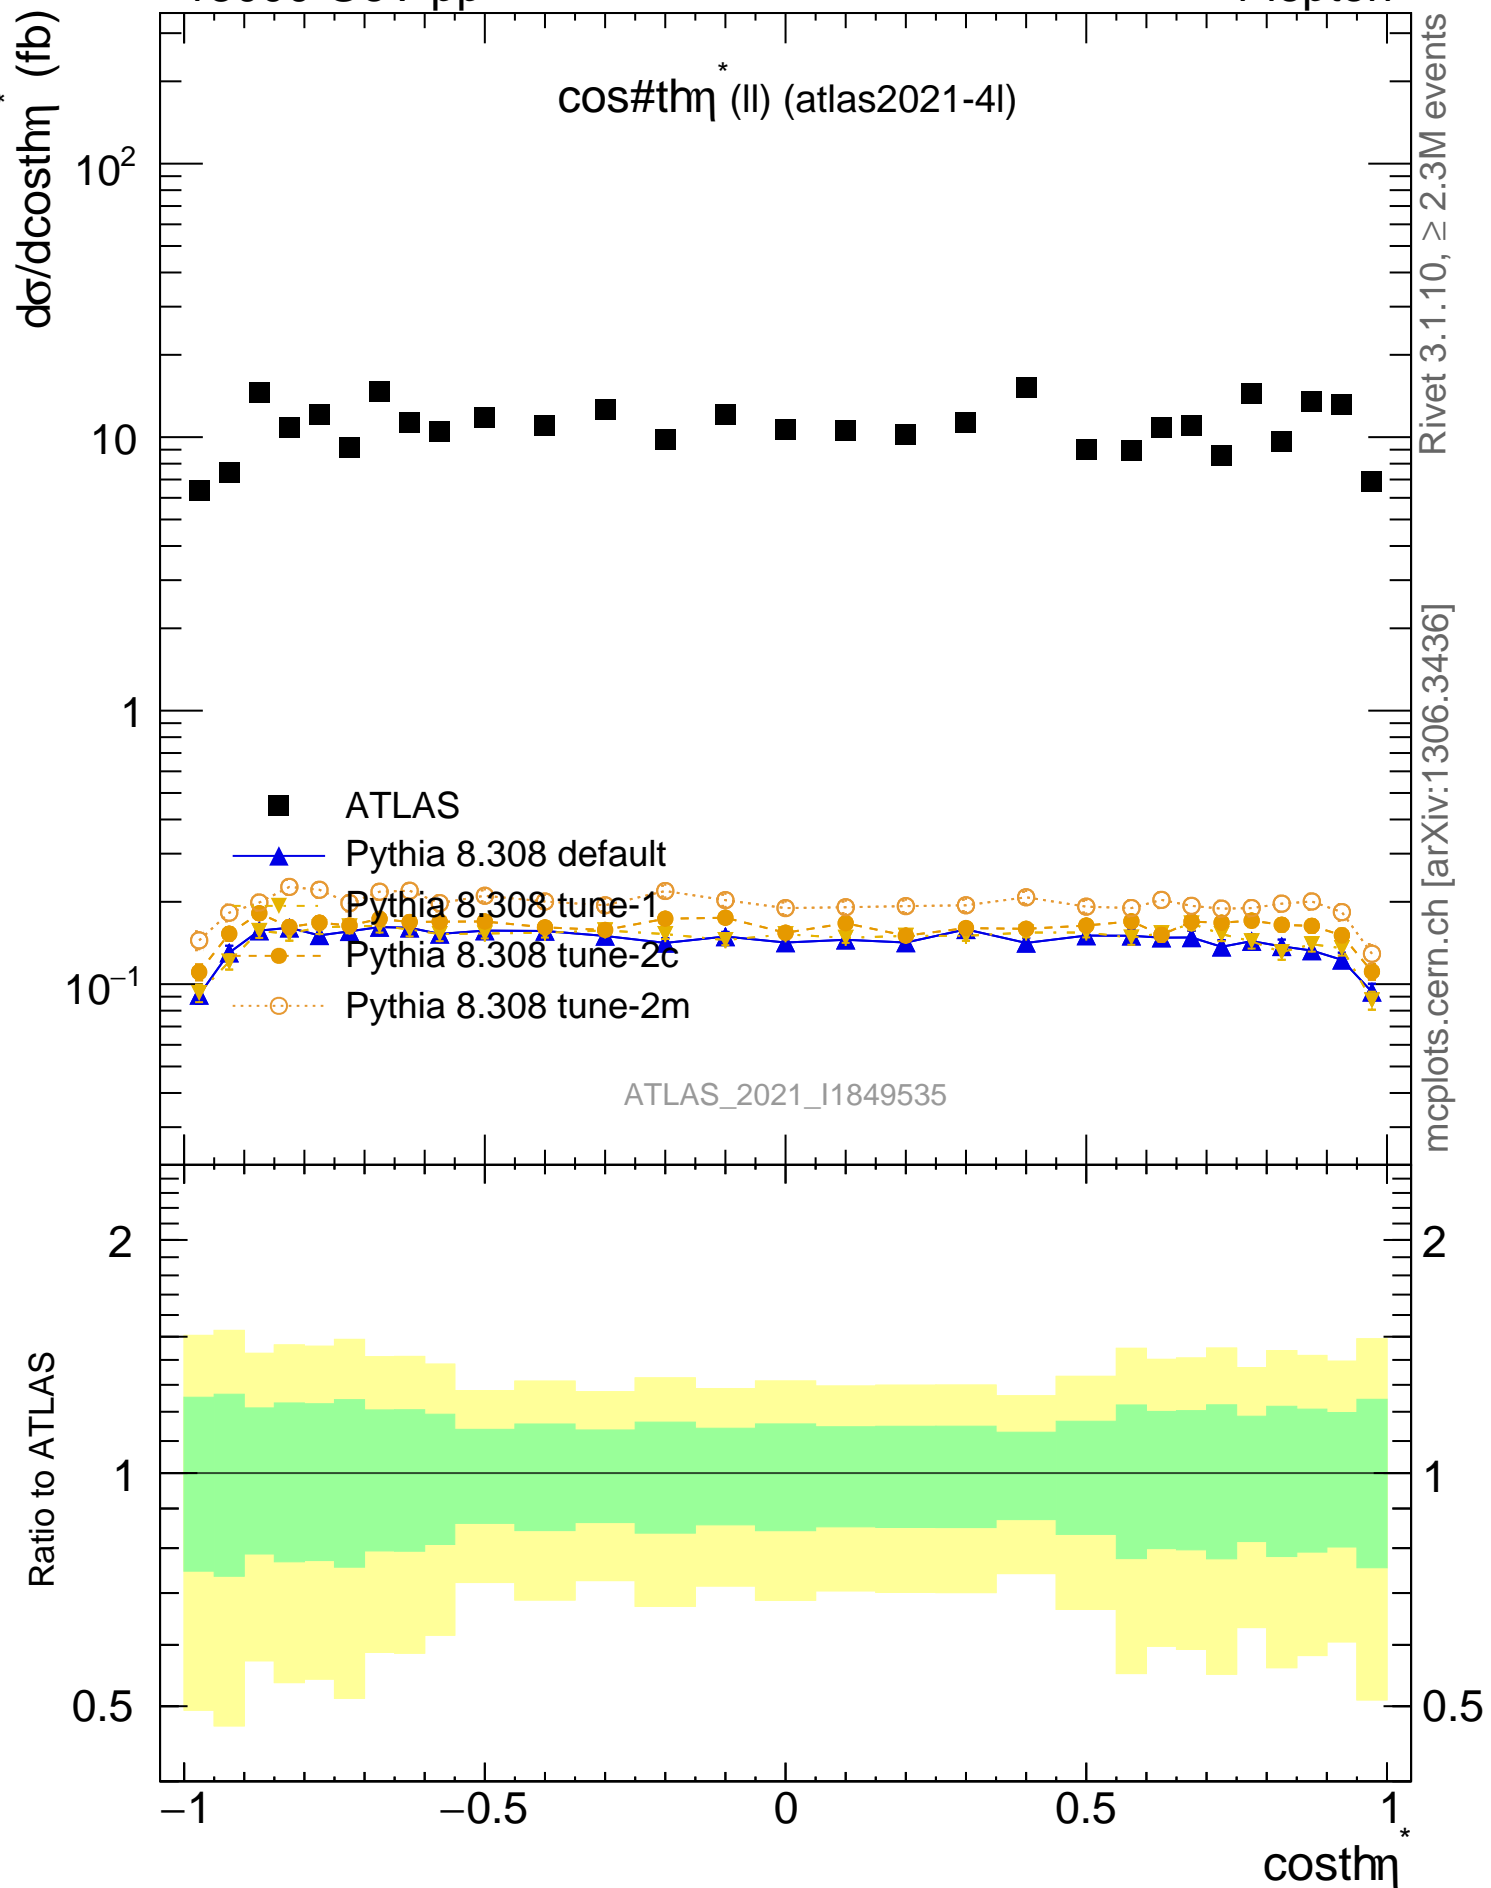 cos#thη* (ll) (atlas2021-4l)
dσ/dcosthη* (fb)
10²
10
1
10⁻¹
ATLAS
Pythia 8.308 default
Pythia 8.308 tune-1
Pythia 8.308 tune-2c
Pythia 8.308 tune-2m
ATLAS_2021_I1849535
Rivet 3.1.10, ≥ 2.3M events
mcplots.cern.ch [arXiv:1306.3436]
Ratio to ATLAS
2
1
0.5
2
1
0.5
−1
−0.5
0
0.5
1
costhη*